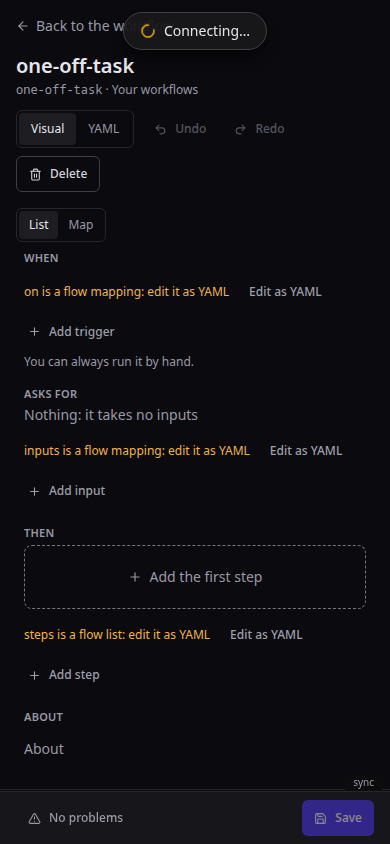 Back to the wo
Connecting…
one-off-task
one-off-task · Your workflows
Visual YAML Undo Redo
Delete
List Map
WHEN
on is a flow mapping: edit it as YAML Edit as YAML
Add trigger
You can always run it by hand.
ASKS FOR
Nothing: it takes no inputs
inputs is a flow mapping: edit it as YAML Edit as YAML
Add input
THEN
Add the first step
steps is a flow list: edit it as YAML Edit as YAML
Add step
ABOUT
About
sync
No problems Save